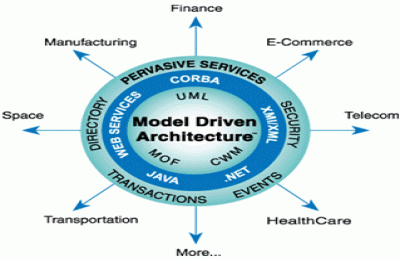 Finance
Manufacturing
E-Commerce
PERVASIVE SERVICES
CORBA
UML
DIRECTORY
WEB SERVICES
XMI/XML
SECURITY
Space
Model Driven
Architecture™
Telecom
MOF
CWM
JAVA
.NET
TRANSACTIONS
EVENTS
Transportation
HealthCare
More...